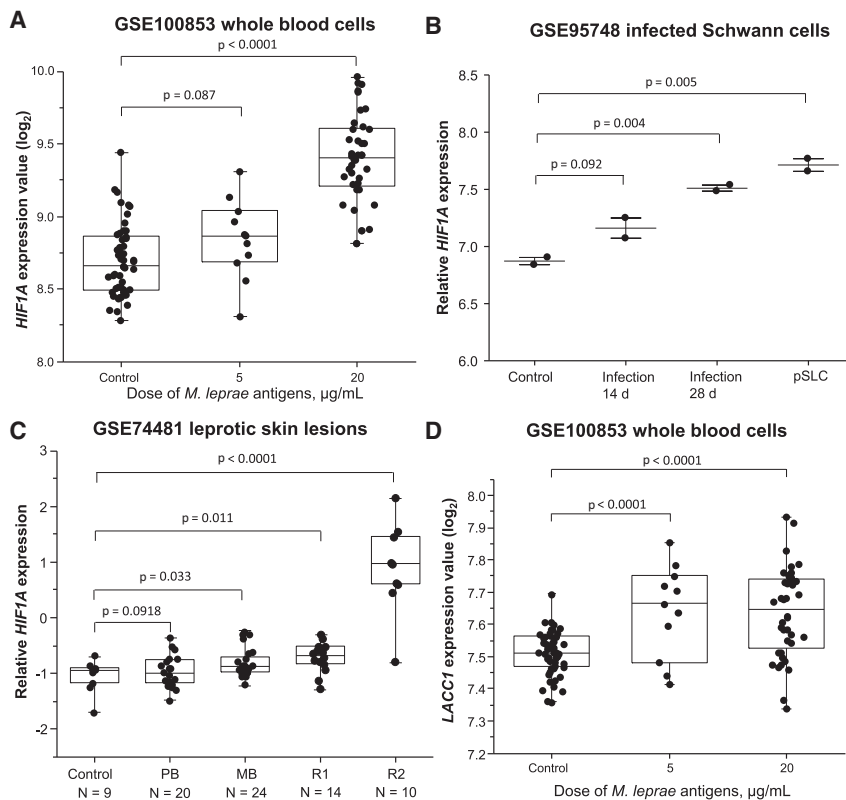 A
GSE100853 whole blood cells
p < 0.0001
p = 0.087
HIF1A expression value (log2)
10.0
9.5
9.0
8.5
8.0
Control
5
20
Dose of M. leprae antigens, µg/mL
B
GSE95748 infected Schwann cells
p = 0.005
p = 0.004
p = 0.092
Relative HIF1A expression
8.5
8.0
7.5
7.0
6.5
6.0
Control
Infection
14 d
Infection
28 d
pSLC
C
GSE74481 leprotic skin lesions
p < 0.0001
p = 0.011
p = 0.033
p = 0.0918
Relative HIF1A expression
3
2
1
0
-1
-2
Control
N = 9
PB
N = 20
MB
N = 24
R1
N = 14
R2
N = 10
D
GSE100853 whole blood cells
p < 0.0001
p < 0.0001
LACC1 expression value (log2)
8.0
7.9
7.8
7.7
7.6
7.5
7.4
7.3
7.2
Control
5
20
Dose of M. leprae antigens, µg/mL